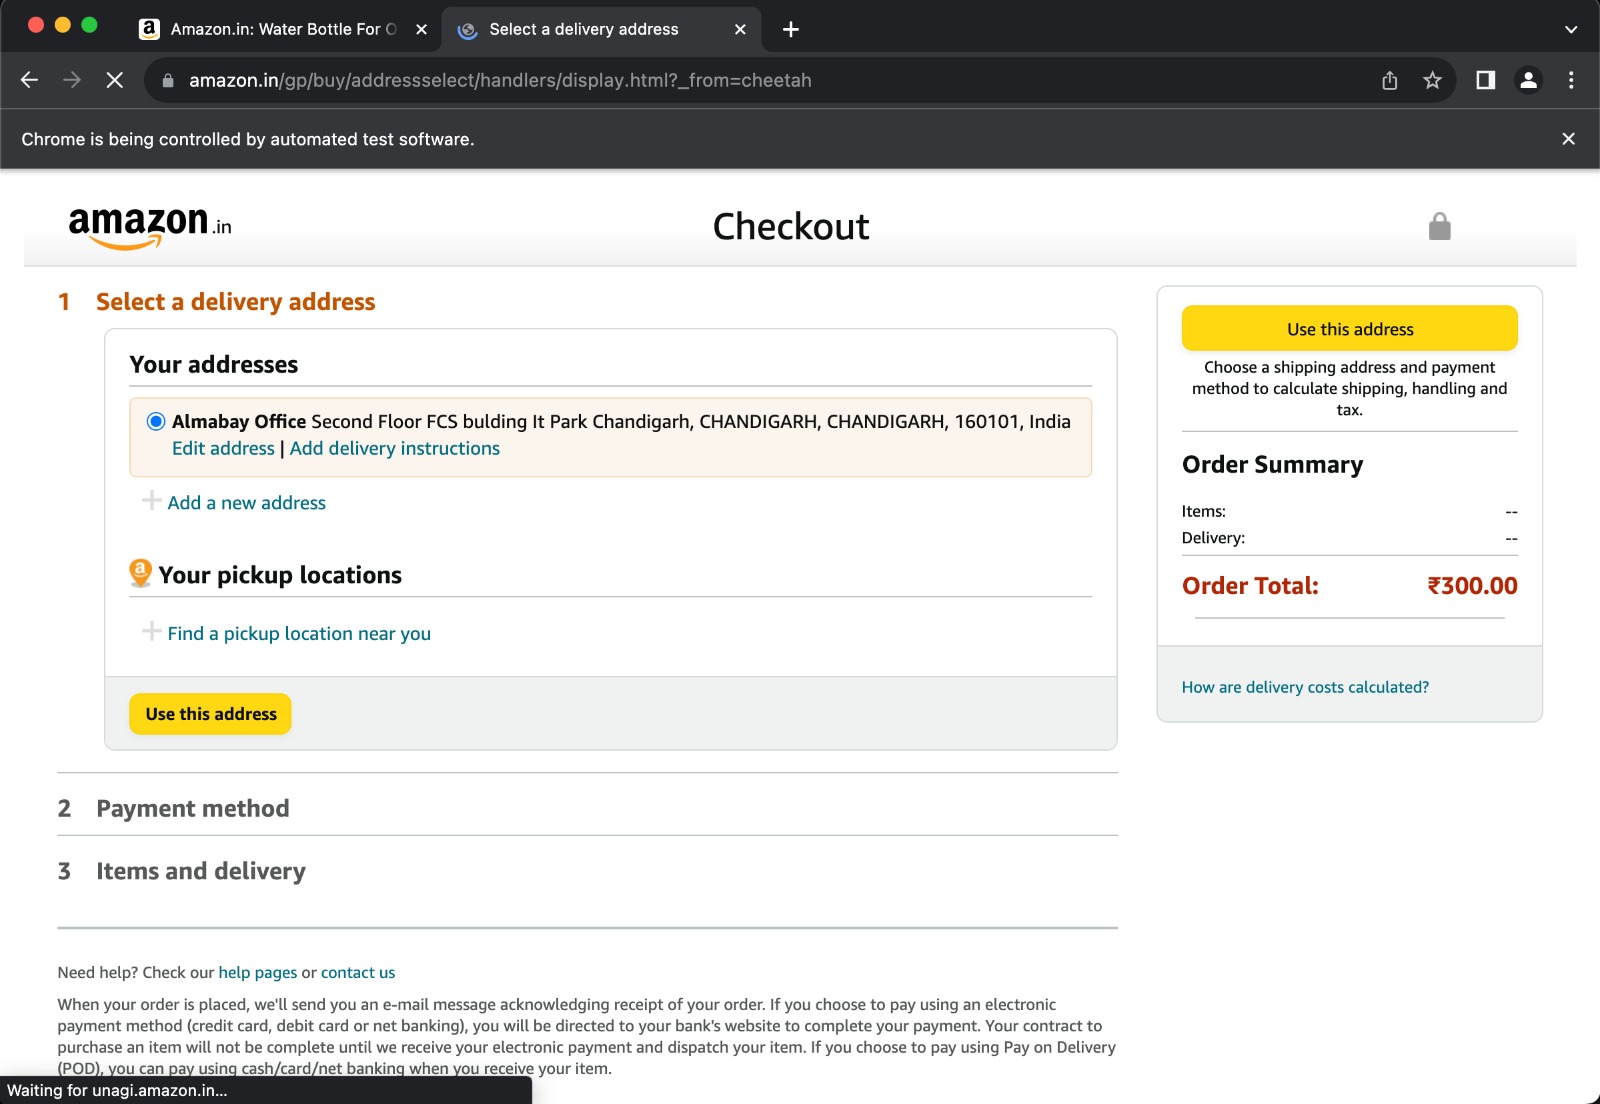 Amazon.in: Water Bottle For O
Select a delivery address
amazon.in/gp/buy/addressselect/handlers/display.html?_from=cheetah
Chrome is being controlled by automated test software.
amazon.in
Checkout
1 Select a delivery address
Your addresses
Almabay Office Second Floor FCS bulding It Park Chandigarh, CHANDIGARH, CHANDIGARH, 160101, India
Edit address | Add delivery instructions
Add a new address
Your pickup locations
Find a pickup location near you
Use this address
Use this address
Choose a shipping address and payment
method to calculate shipping, handling and
tax.
Order Summary
Items: --
Delivery: --
Order Total: ₹300.00
How are delivery costs calculated?
2 Payment method
3 Items and delivery
Need help? Check our help pages or contact us
When your order is placed, we'll send you an e-mail message acknowledging receipt of your order. If you choose to pay using an electronic
payment method (credit card, debit card or net banking), you will be directed to your bank's website to complete your payment. Your contract to
purchase an item will not be complete until we receive your electronic payment and dispatch your item. If you choose to pay using Pay on Delivery
(POD), you can pay using cash/card/net banking when you receive your item.
Waiting for unagi.amazon.in...